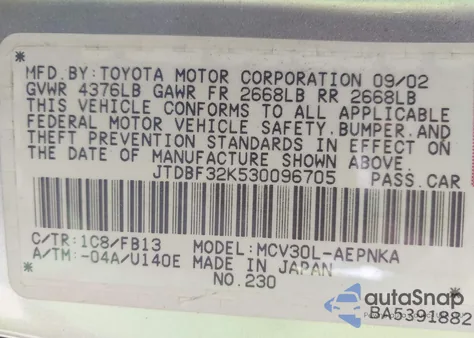 MFD.BY:TOYOTA MOTOR CORPORATION 09/02
GVWR 4376LB GAWR FR 2668LB RR 2668LB
THIS VEHICLE CONFORMS TO ALL APPLICABLE
FEDERAL MOTOR VEHICLE SAFETY,BUMPER,AND
THEFT PREVENTION STANDARDS IN EFFECT ON
THE DATE OF MANUFACTURE SHOWN ABOVE.
JTDBF32K530096705 PASS.CAR
C/TR:1C8/FB13 MODEL:MCV30L-AEPNKA
A/TM:-04A/U140E MADE IN JAPAN
NO.230
autoSnap
BA5391882